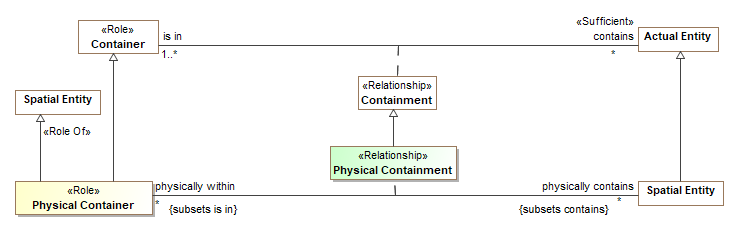 «Role»
Container
is in
1..*
«Sufficient»
contains
*
Actual Entity
«Relationship»
Containment
Spatial Entity
«Role Of»
«Relationship»
Physical Containment
«Role»
Physical Container
physically within
*
{subsets is in}
physically contains
*
{subsets contains}
Spatial Entity